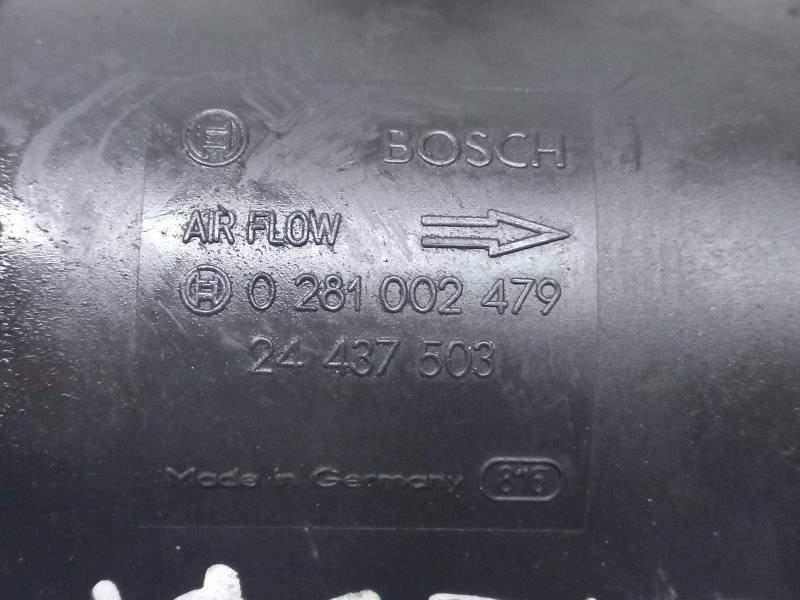 BOSCH
AIR FLOW
0 281 002 479
24 437 503
Made in Germany 816